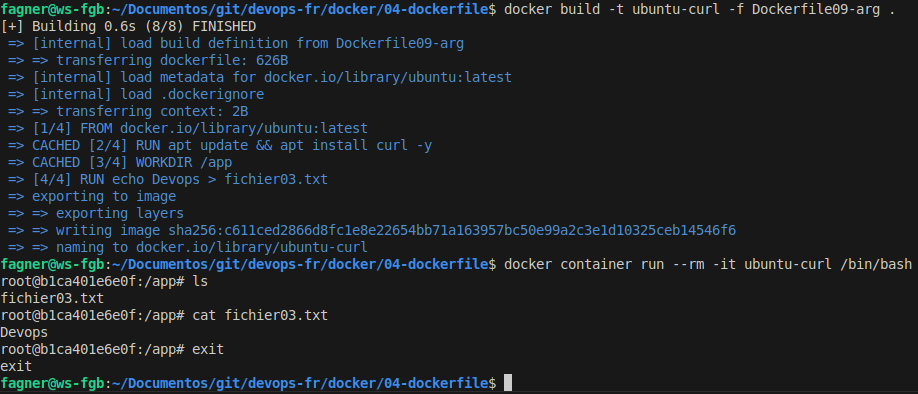 fagner@ws-fgb:~/Documentos/git/devops-fr/docker/04-dockerfile$ docker build -t ubuntu-curl -f Dockerfile09-arg .
[+] Building 0.6s (8/8) FINISHED
=> [internal] load build definition from Dockerfile09-arg
=> => transferring dockerfile: 626B
=> [internal] load metadata for docker.io/library/ubuntu:latest
=> [internal] load .dockerignore
=> => transferring context: 2B
=> [1/4] FROM docker.io/library/ubuntu:latest
=> CACHED [2/4] RUN apt update && apt install curl -y
=> CACHED [3/4] WORKDIR /app
=> [4/4] RUN echo Devops > fichier03.txt
=> exporting to image
=> => exporting layers
=> => writing image sha256:c611ced2866d8fc1e8e22654bb71a163957bc50e99a2c3e1d10325ceb14546f6
=> => naming to docker.io/library/ubuntu-curl
fagner@ws-fgb:~/Documentos/git/devops-fr/docker/04-dockerfile$ docker container run --rm -it ubuntu-curl /bin/bash
root@b1ca401e6e0f:/app# ls
fichier03.txt
root@b1ca401e6e0f:/app# cat fichier03.txt
Devops
root@b1ca401e6e0f:/app# exit
exit
fagner@ws-fgb:~/Documentos/git/devops-fr/docker/04-dockerfile$